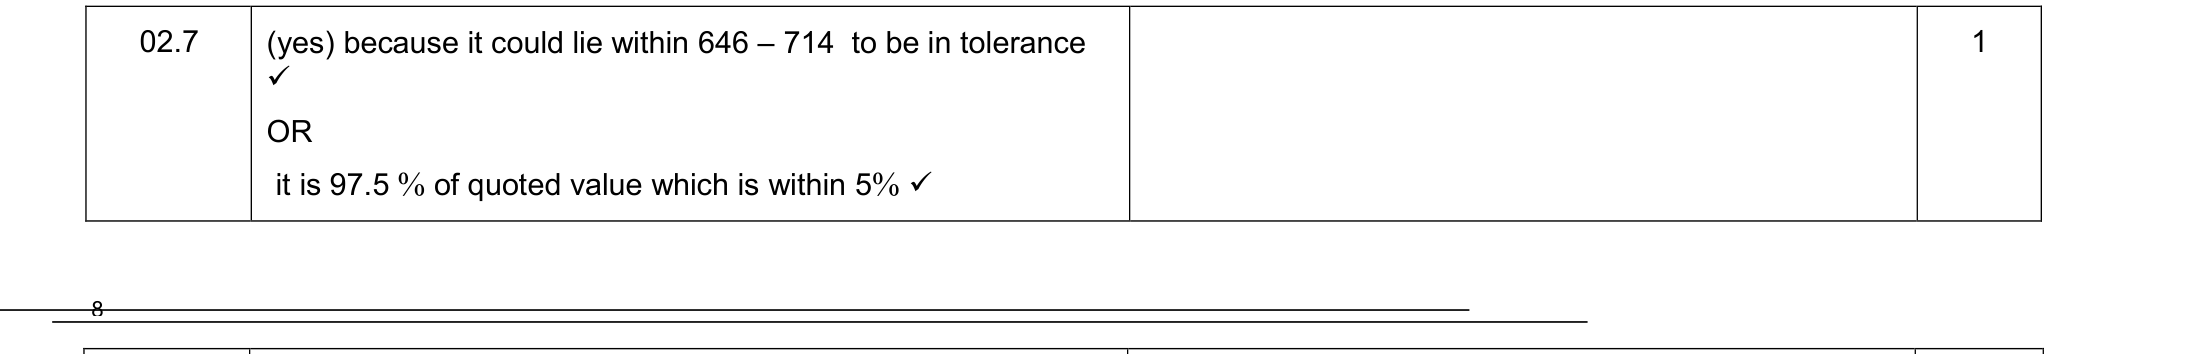 02.7
(yes) because it could lie within 646 – 714 to be in tolerance
✓
1
OR
it is 97.5 % of quoted value which is within 5% ✓
8